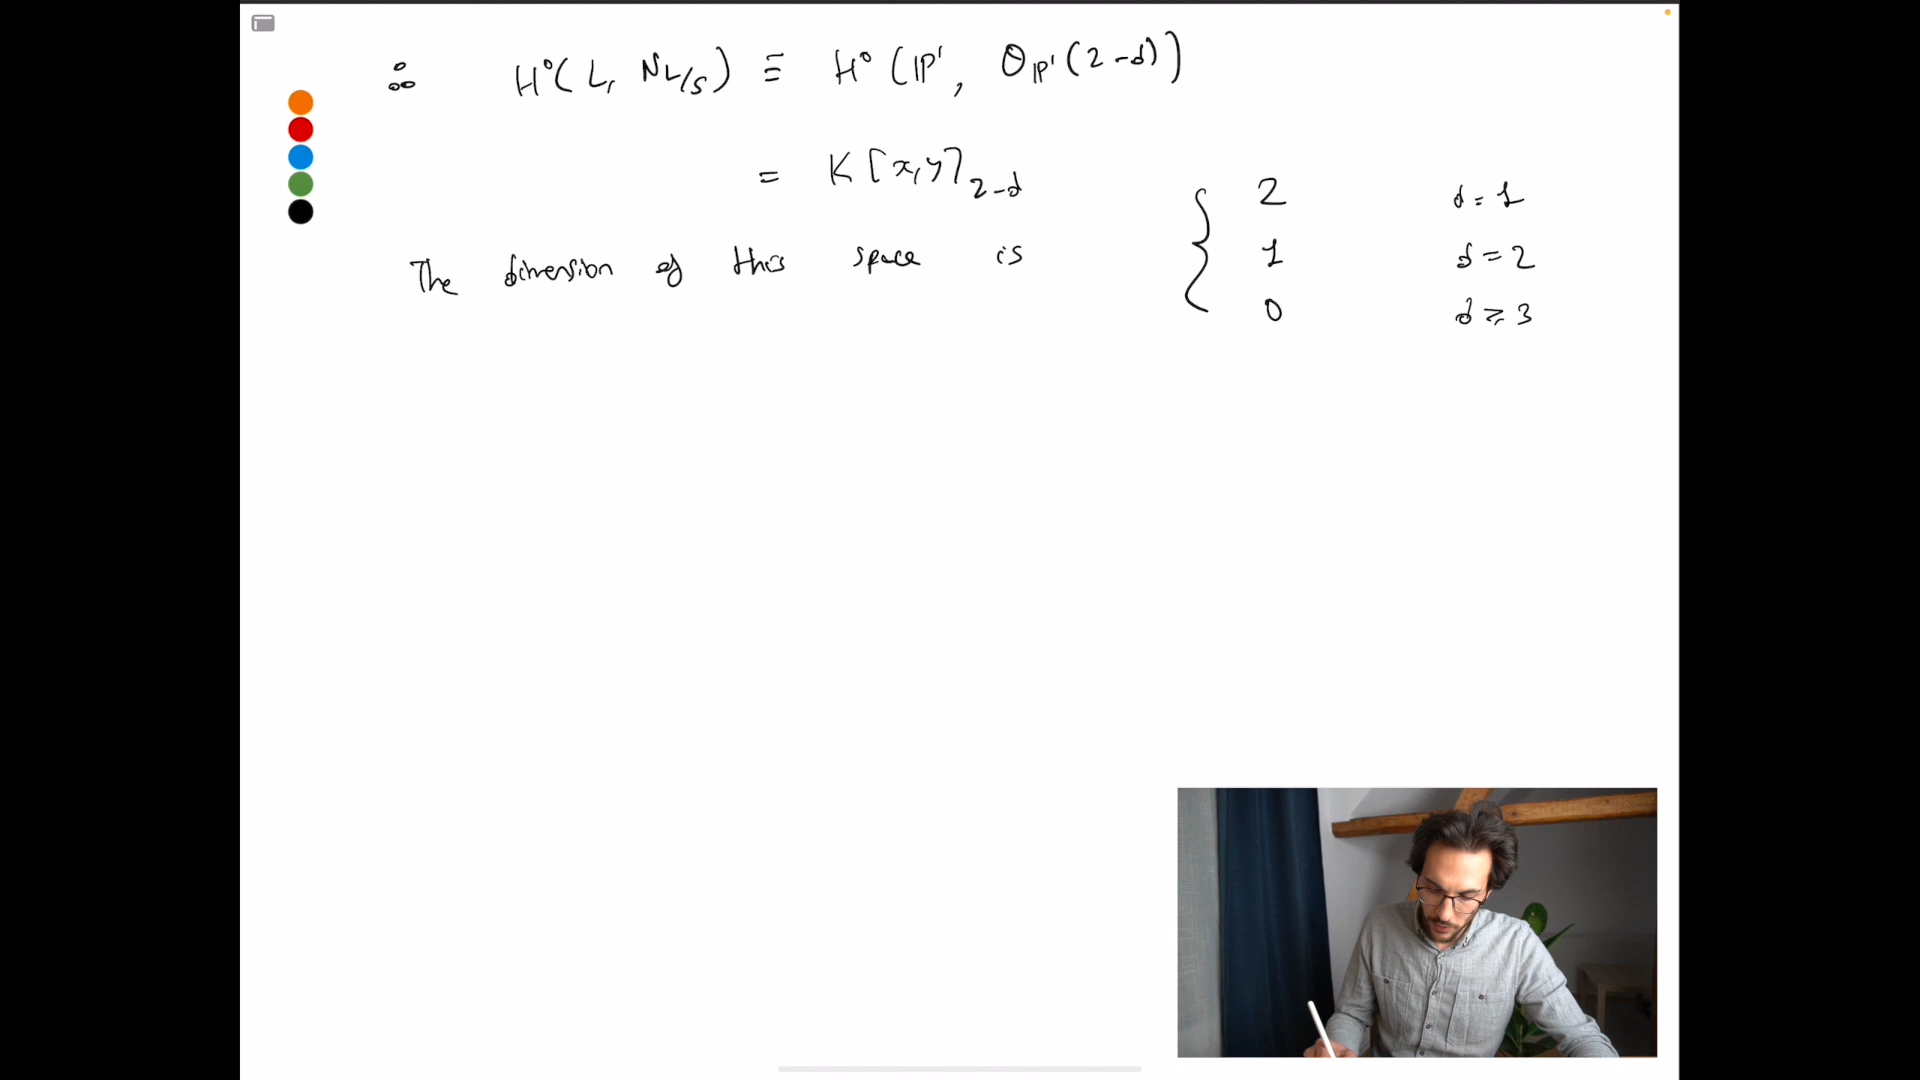 ∴ H⁰(L, N_{L/S}) ≡ H⁰(ℙ¹, O_{ℙ¹}(2-d))
= K[x,y]_{2-d}
The dimension of this space is { 2 d = 1
1 d = 2
0 d ≥ 3